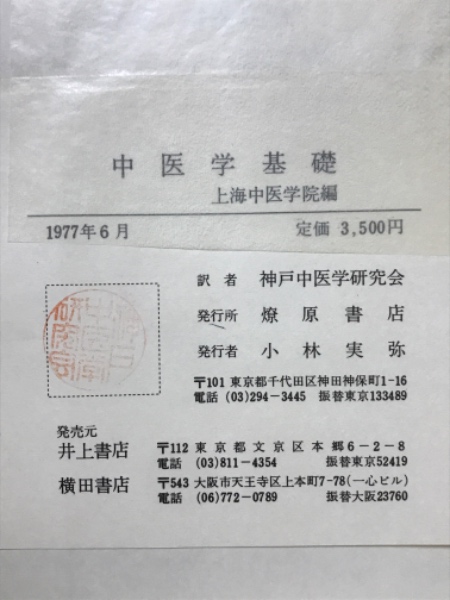 中医学基礎
上海中医学院編
1977年6月 定価 3,500円
訳者 神戸中医学研究会
発行所 燎原書店
発行者 小林実弥
〒101 東京都千代田区神田神保町1-16
電話 (03)294-3445 振替東京133489
発売元
井上書店 〒112 東京都文京区本郷6-2-8
電話 (03)811-4354 振替東京52419
横田書店 〒543 大阪市天王寺区上本町7-78(一心ビル)
電話 (06)772-0789 振替大阪23760